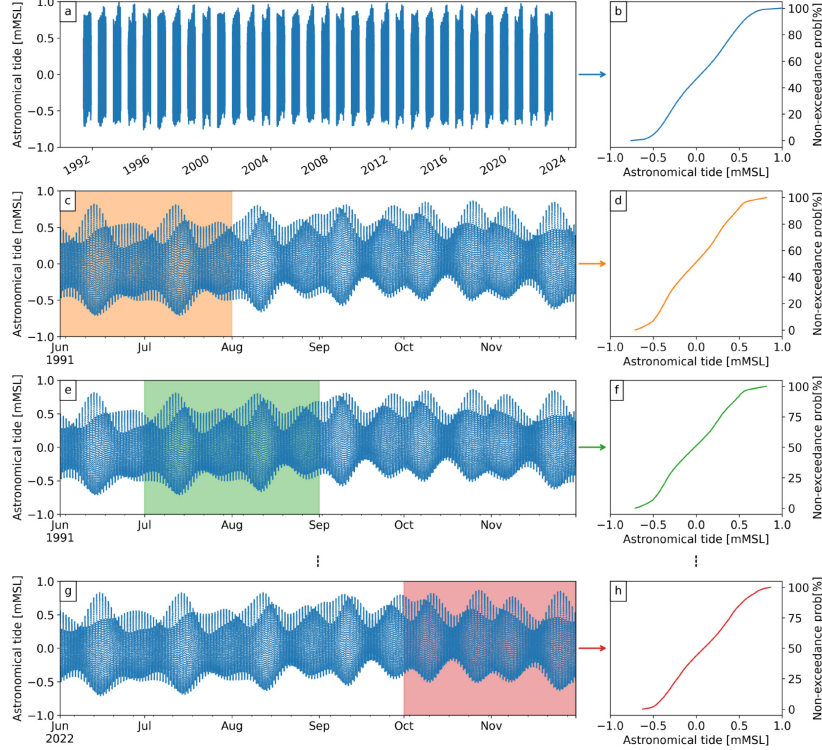 a
Astronomical tide [mMSL]
1.0
0.5
0.0
−0.5
−1.0
1992
1996
2000
2004
2008
2012
2016
2020
2024
b
100
80
60
40
20
0
Non-exceedance prob[%]
−1.0
−0.5
0.0
0.5
1.0
Astronomical tide [mMSL]
c
Astronomical tide [mMSL]
1.0
0.5
0.0
−0.5
−1.0
Jun
1991
Jul
Aug
Sep
Oct
Nov
d
100
80
60
40
20
0
Non-exceedance prob[%]
−1.0
−0.5
0.0
0.5
1.0
Astronomical tide [mMSL]
e
Astronomical tide [mMSL]
1.0
0.5
0.0
−0.5
−1.0
Jun
1991
Jul
Aug
Sep
Oct
Nov
f
100
75
50
25
0
Non-exceedance prob[%]
−1.0
−0.5
0.0
0.5
1.0
Astronomical tide [mMSL]
g
Astronomical tide [mMSL]
1.0
0.5
0.0
−0.5
−1.0
Jun
2022
Jul
Aug
Sep
Oct
Nov
h
100
75
50
25
0
Non-exceedance prob[%]
−1.0
−0.5
0.0
0.5
1.0
Astronomical tide [mMSL]